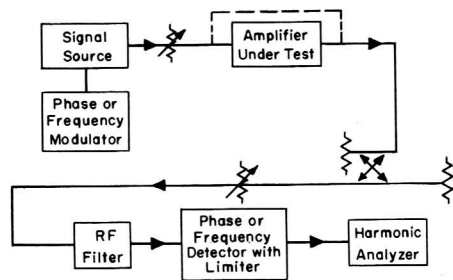 Signal
Source
Amplifier
Under Test
Phase or
Frequency
Modulator
RF
Filter
Phase or
Frequency
Detector with
Limiter
Harmonic
Analyzer